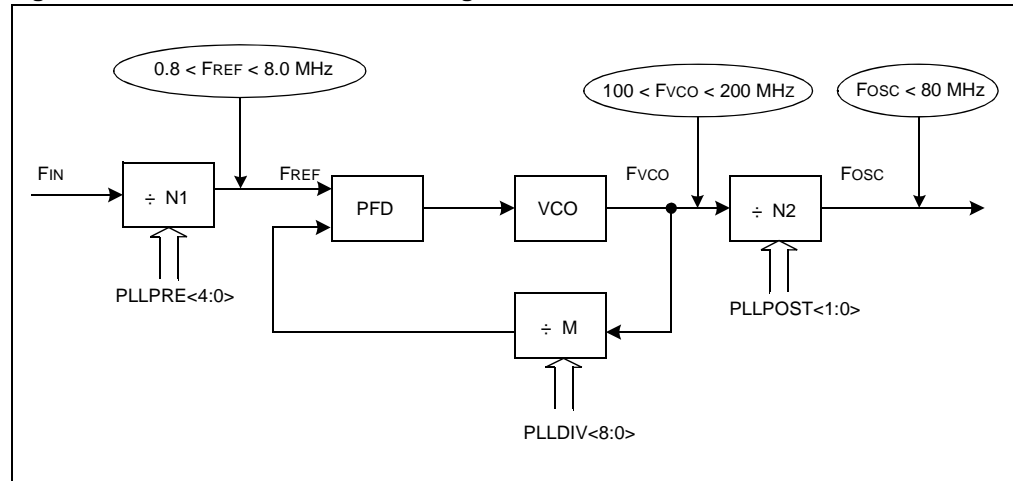 0.8 < FREF < 8.0 MHz
100 < FVCO < 200 MHz
FOSC < 80 MHz
FIN
FREF
FVCO
FOSC
÷ N1
PFD
VCO
÷ N2
PLLPRE<4:0>
÷ M
PLLPOST<1:0>
PLLDIV<8:0>